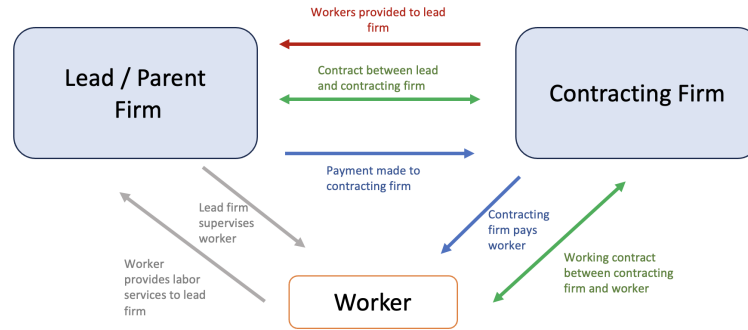 Workers provided to lead
firm
Lead / Parent
Firm
Contract between lead
and contracting firm
Contracting Firm
Payment made to
contracting firm
Lead firm
supervises
worker
Contracting
firm pays
worker
Worker
provides labor
services to lead
firm
Working contract
between contracting
firm and worker
Worker